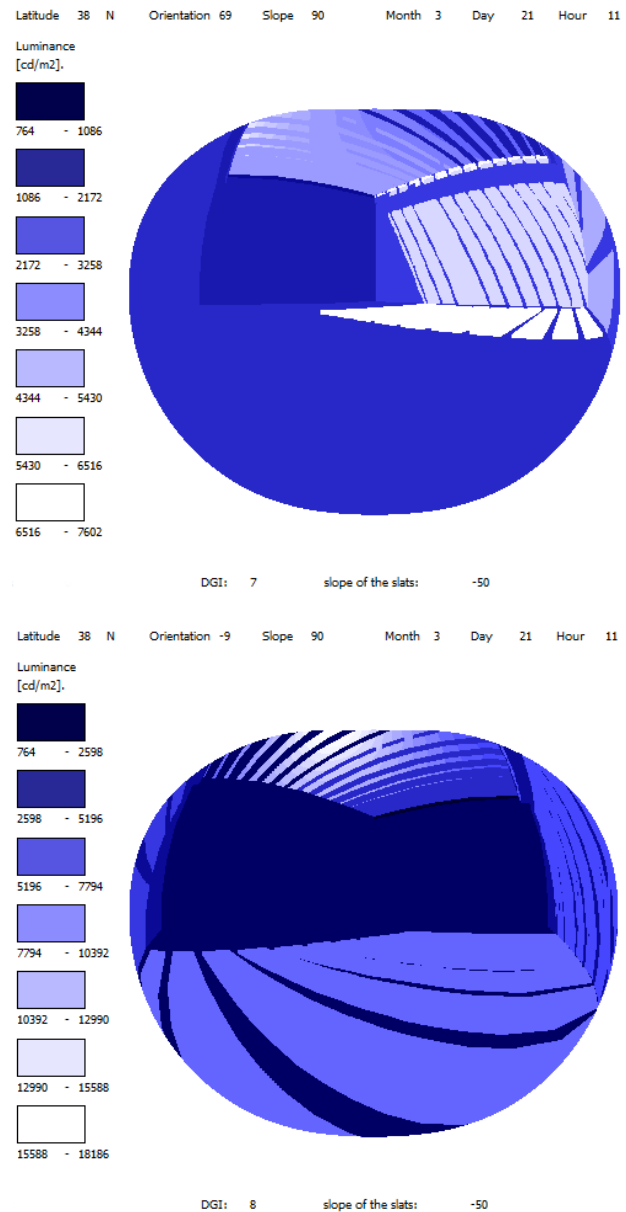 Latitude 38 N Orientation 69 Slope 90 Month 3 Day 21 Hour 11
Luminance
[cd/m2].
764 - 1086
1086 - 2172
2172 - 3258
3258 - 4344
4344 - 5430
5430 - 6516
6516 - 7602
DGI: 7 slope of the slats: -50
Latitude 38 N Orientation -9 Slope 90 Month 3 Day 21 Hour 11
Luminance
[cd/m2].
764 - 2598
2598 - 5196
5196 - 7794
7794 - 10392
10392 - 12990
12990 - 15588
15588 - 18186
DGI: 8 slope of the slats: -50